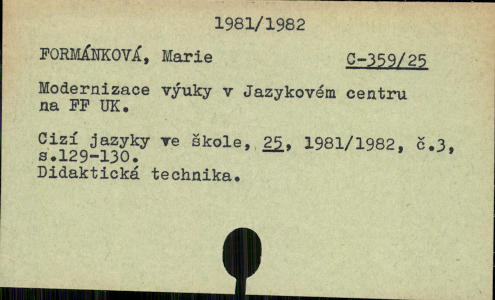 1981/1982
FORMÁNKOVÁ, Marie C-359/25
Modernizace výuky v Jazykovém centru
na FF UK.
Cizí jazyky ve škole, 25, 1981/1982, č.3,
s.129-130.
Didaktická technika.